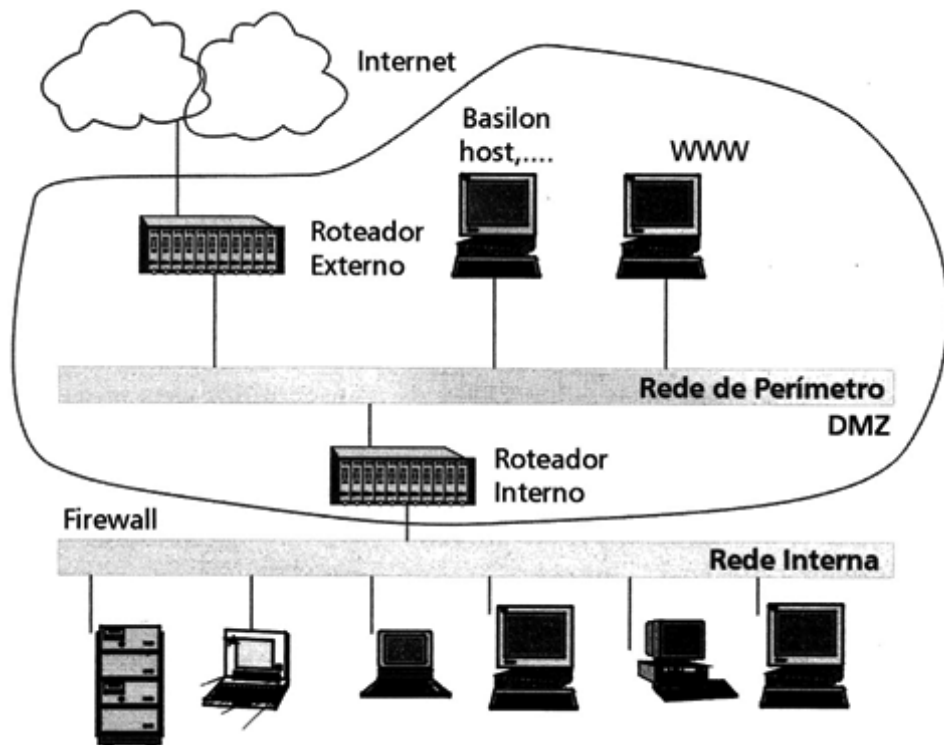 Internet
Basilon
host,....
WWW
Roteador
Externo
Rede de Perímetro
DMZ
Roteador
Interno
Firewall
Rede Interna